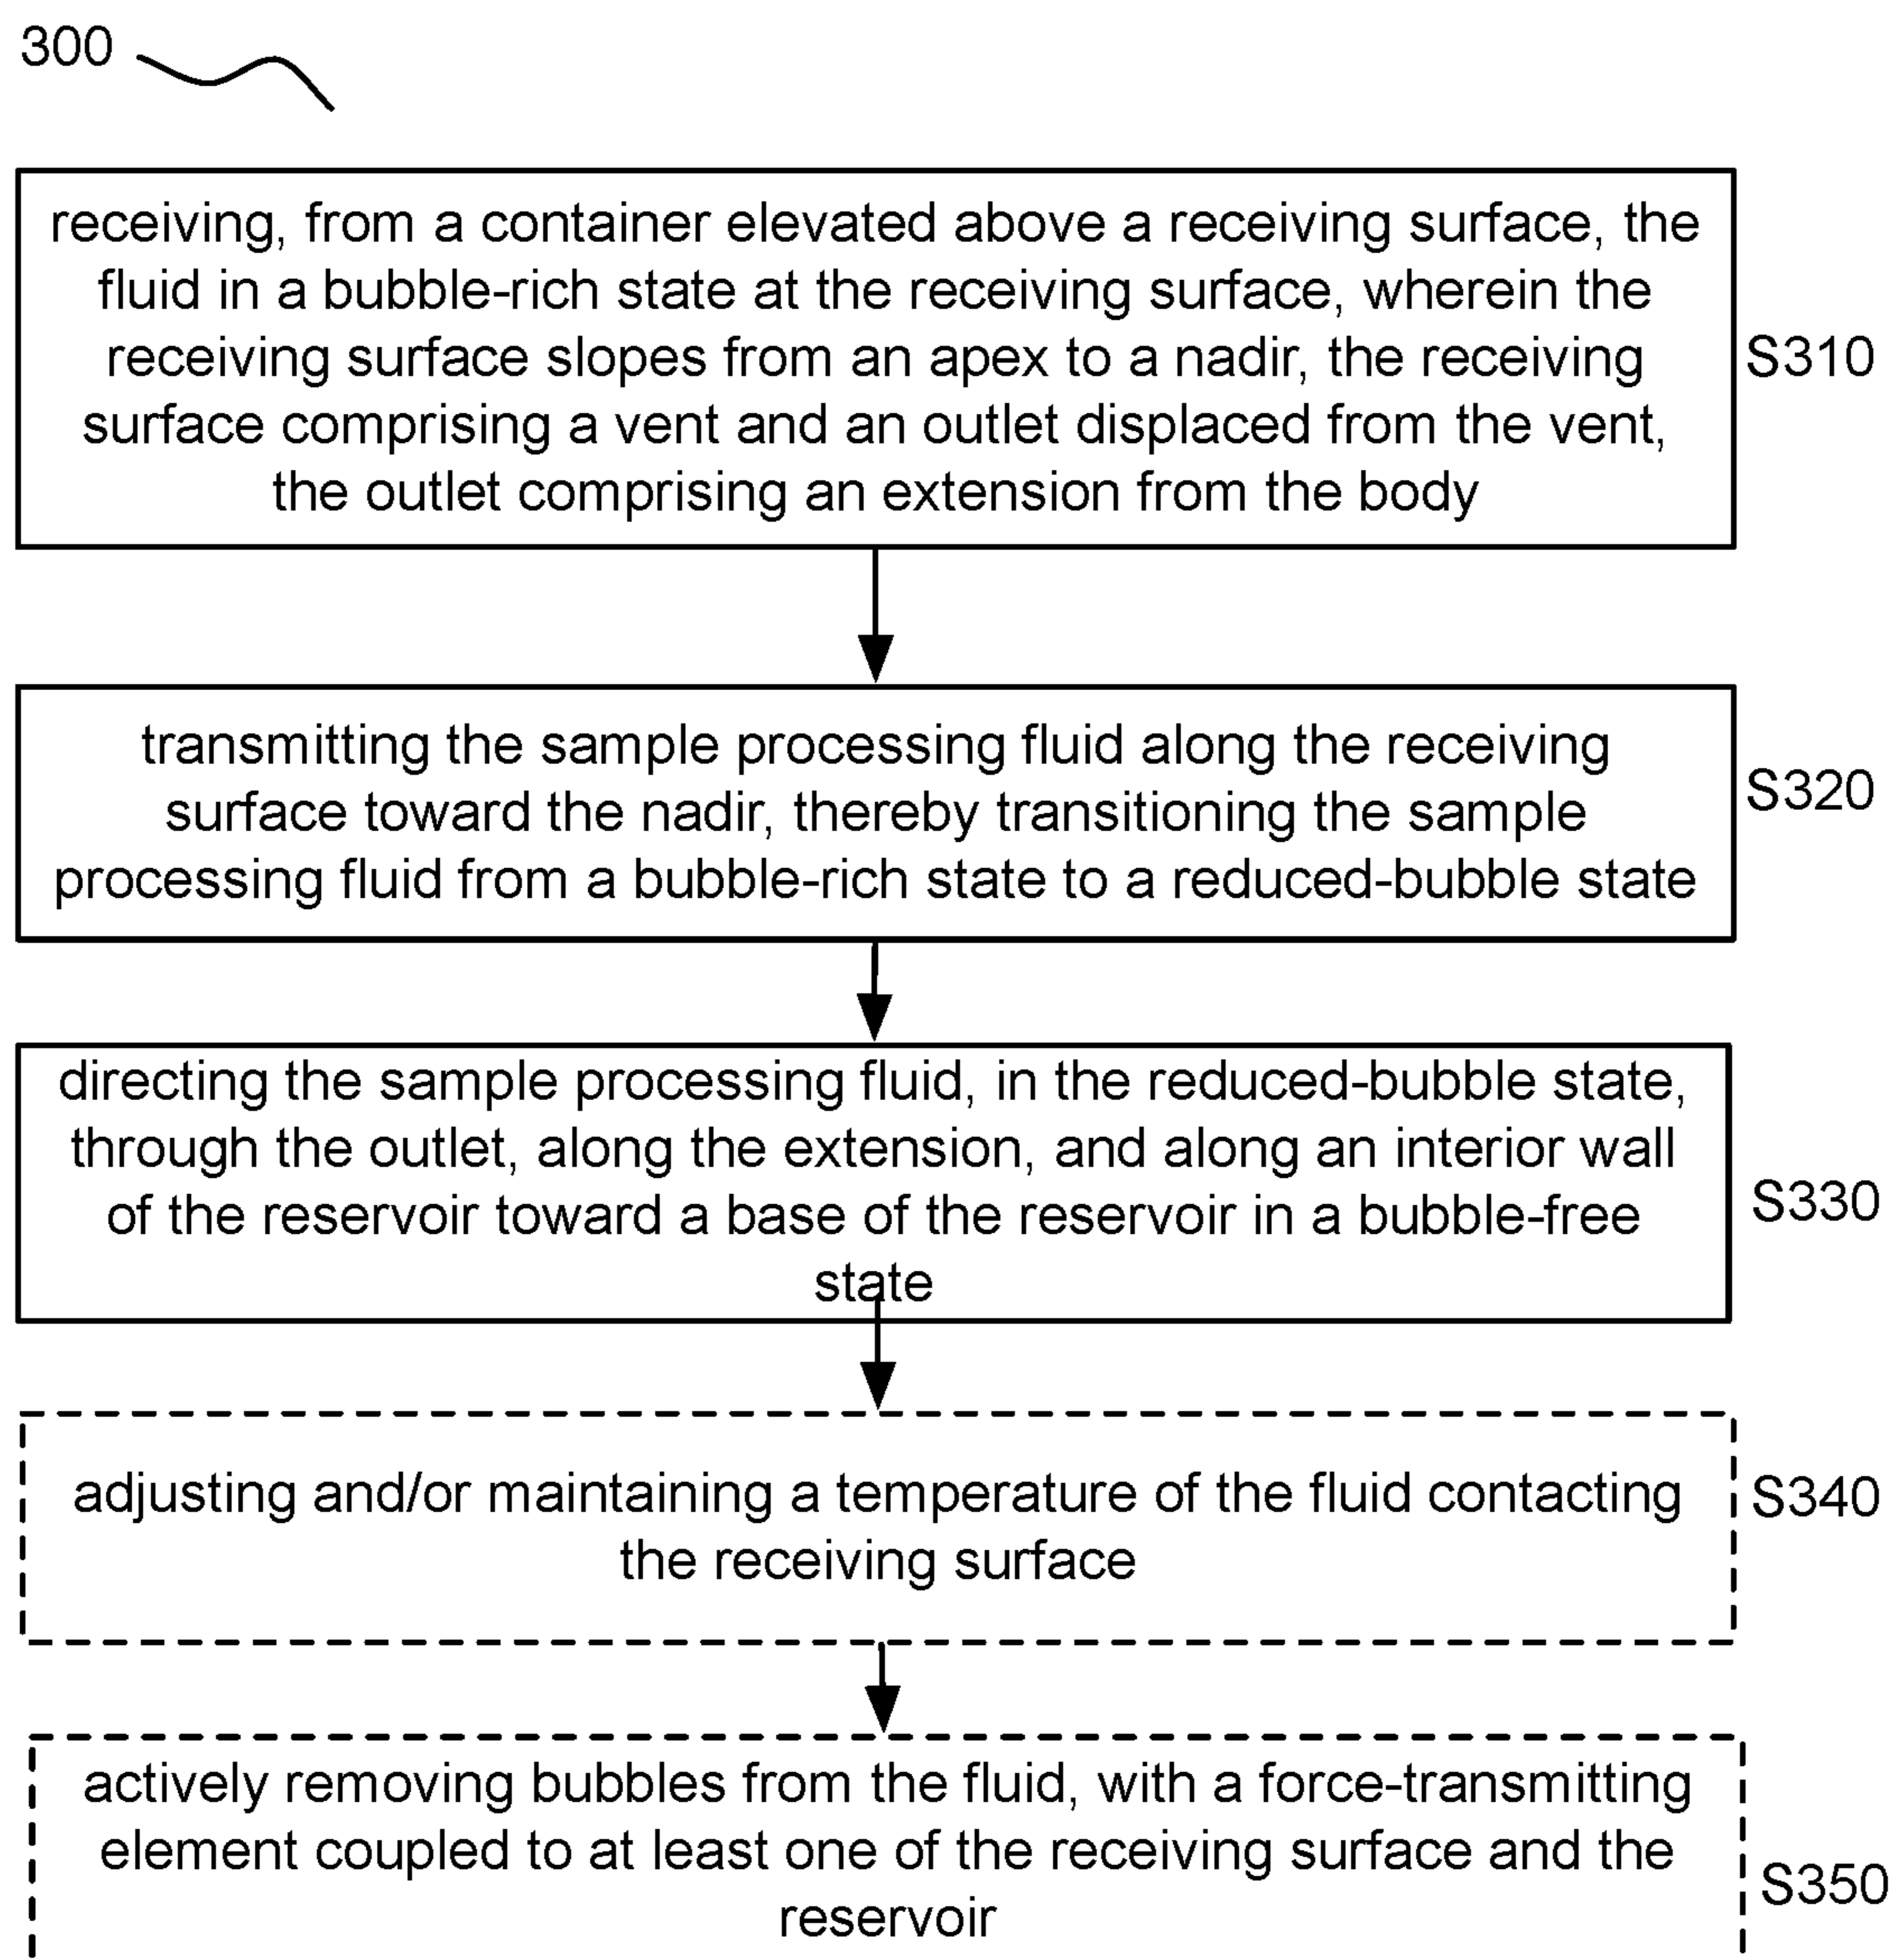 300
receiving, from a container elevated above a receiving surface, the
fluid in a bubble-rich state at the receiving surface, wherein the
receiving surface slopes from an apex to a nadir, the receiving
surface comprising a vent and an outlet displaced from the vent,
the outlet comprising an extension from the body
S310
transmitting the sample processing fluid along the receiving
surface toward the nadir, thereby transitioning the sample
processing fluid from a bubble-rich state to a reduced-bubble state
S320
directing the sample processing fluid, in the reduced-bubble state,
through the outlet, along the extension, and along an interior wall
of the reservoir toward a base of the reservoir in a bubble-free
state
S330
adjusting and/or maintaining a temperature of the fluid contacting
the receiving surface
S340
actively removing bubbles from the fluid, with a force-transmitting
element coupled to at least one of the receiving surface and the
reservoir
S350